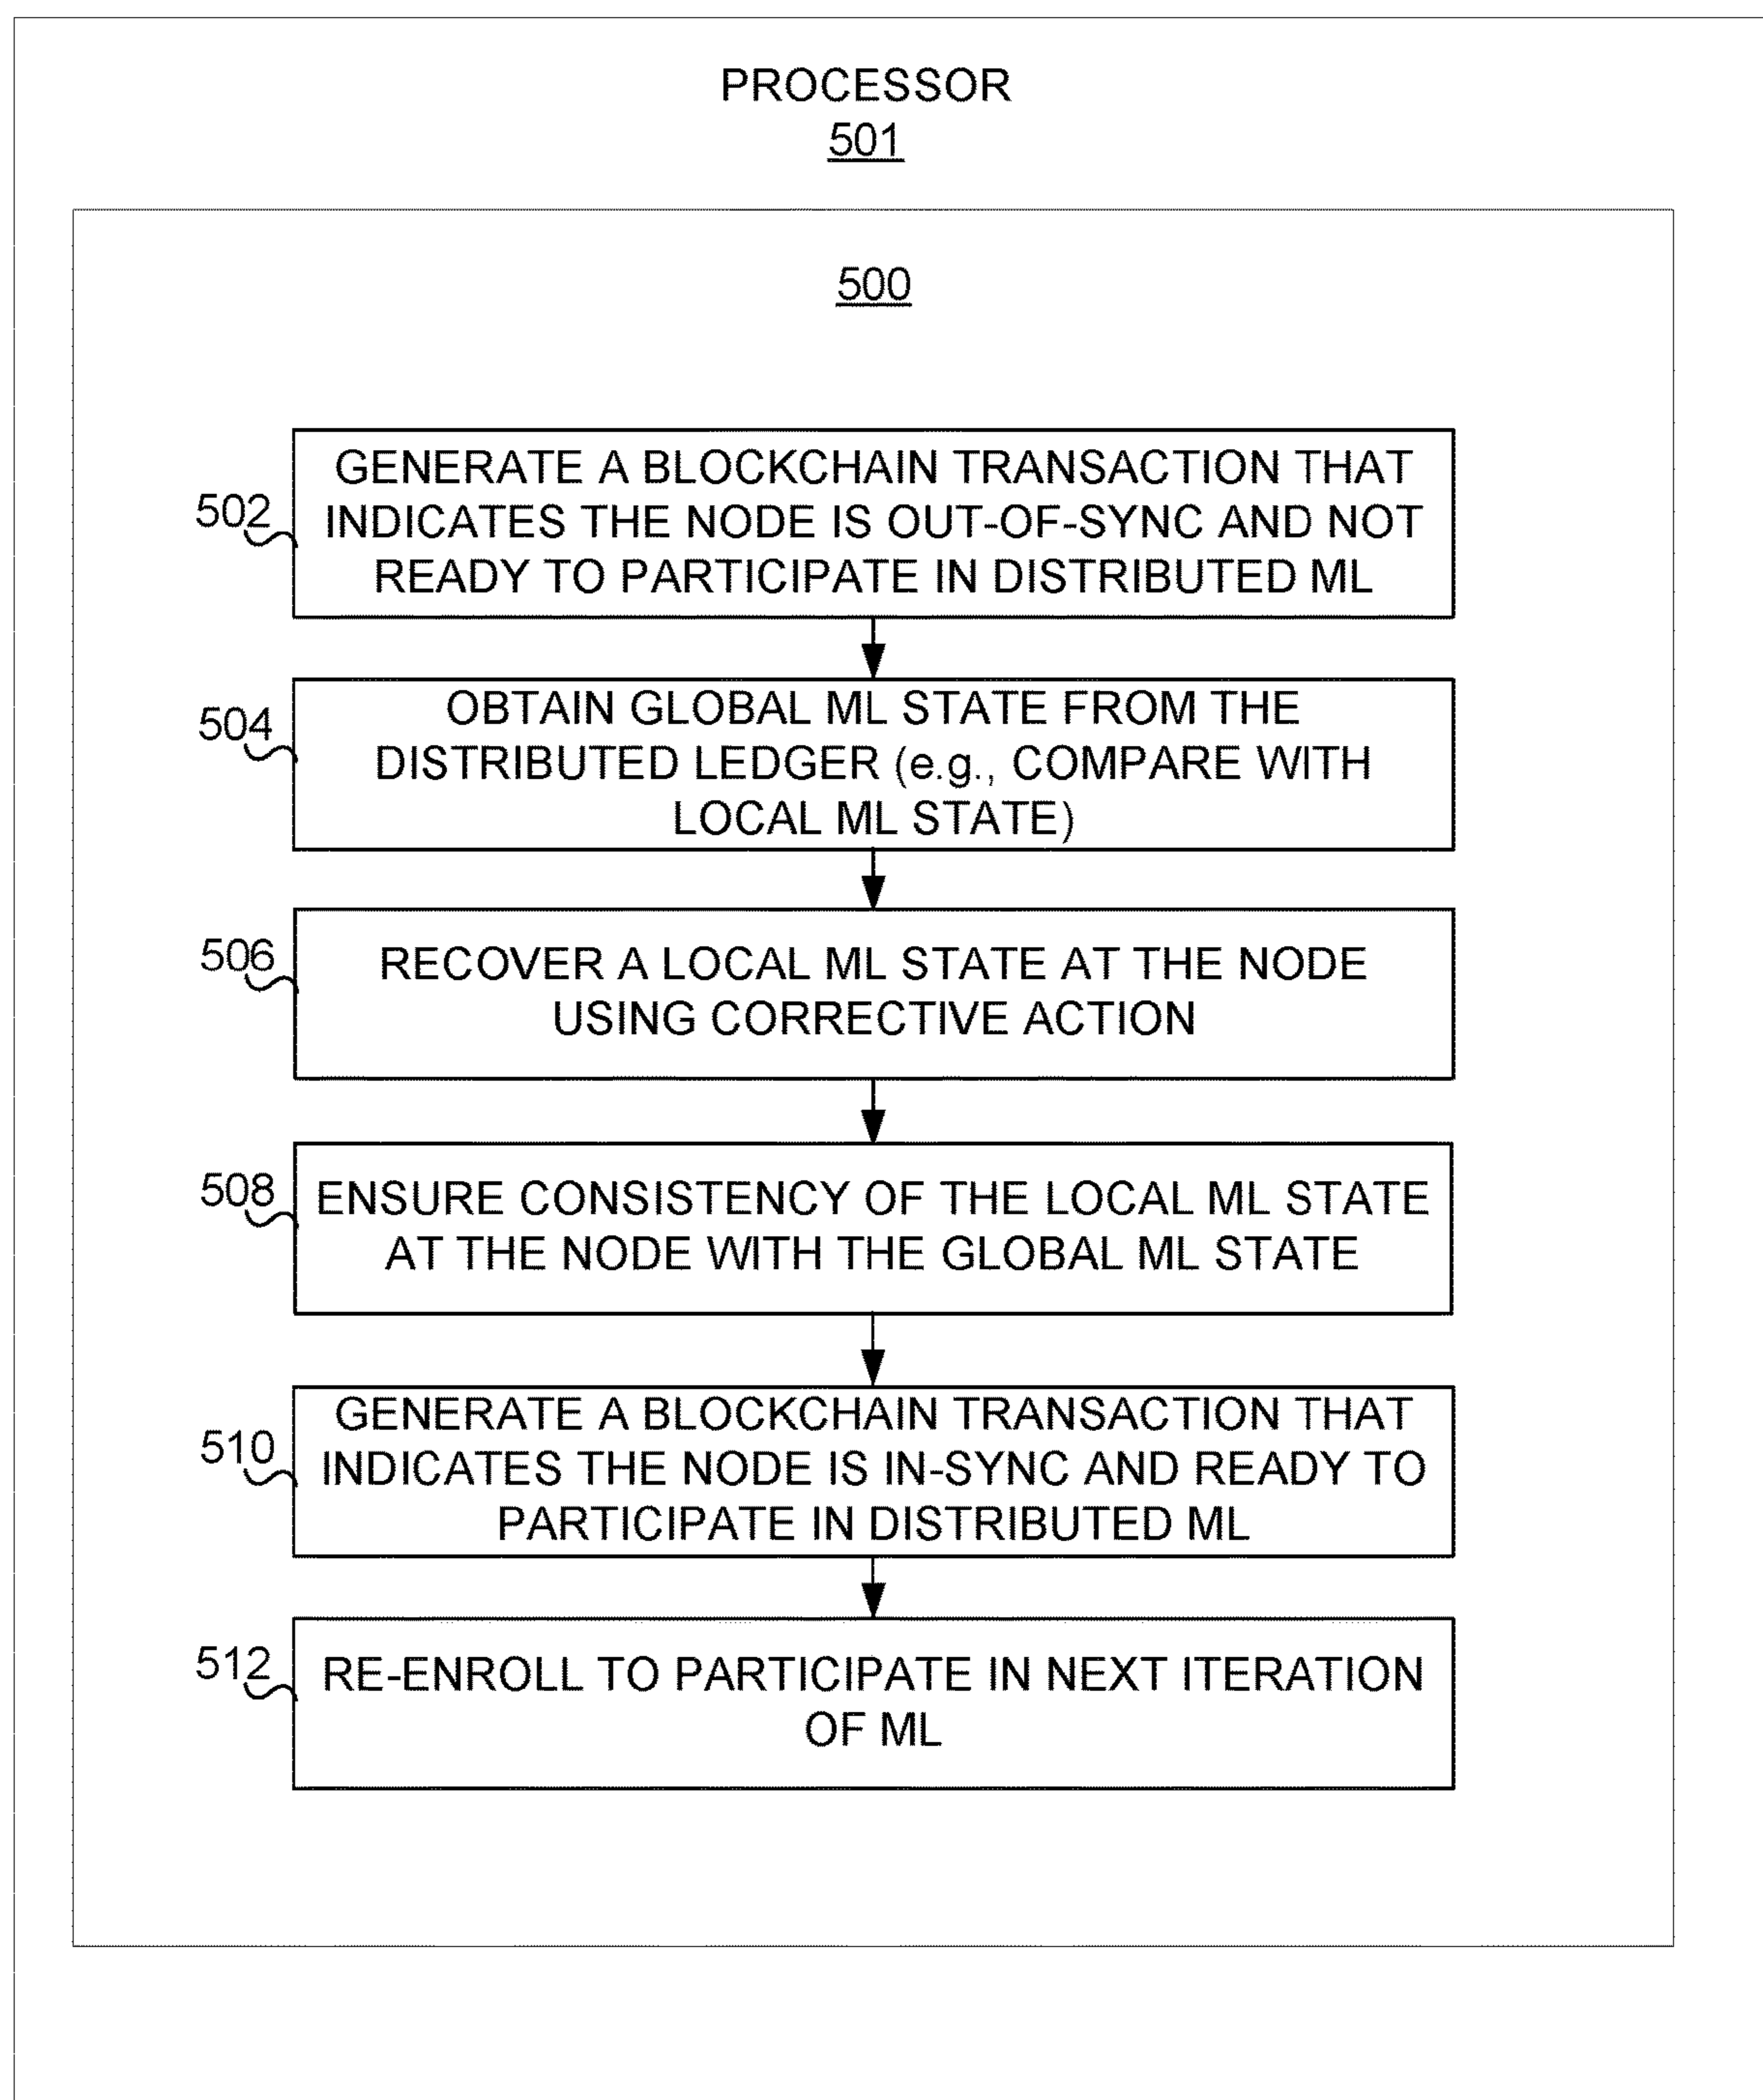 PROCESSOR
501
500
502
GENERATE A BLOCKCHAIN TRANSACTION THAT
INDICATES THE NODE IS OUT-OF-SYNC AND NOT
READY TO PARTICIPATE IN DISTRIBUTED ML
504
OBTAIN GLOBAL ML STATE FROM THE
DISTRIBUTED LEDGER (e.g., COMPARE WITH
LOCAL ML STATE)
506
RECOVER A LOCAL ML STATE AT THE NODE
USING CORRECTIVE ACTION
508
ENSURE CONSISTENCY OF THE LOCAL ML STATE
AT THE NODE WITH THE GLOBAL ML STATE
510
GENERATE A BLOCKCHAIN TRANSACTION THAT
INDICATES THE NODE IS IN-SYNC AND READY TO
PARTICIPATE IN DISTRIBUTED ML
512
RE-ENROLL TO PARTICIPATE IN NEXT ITERATION
OF ML